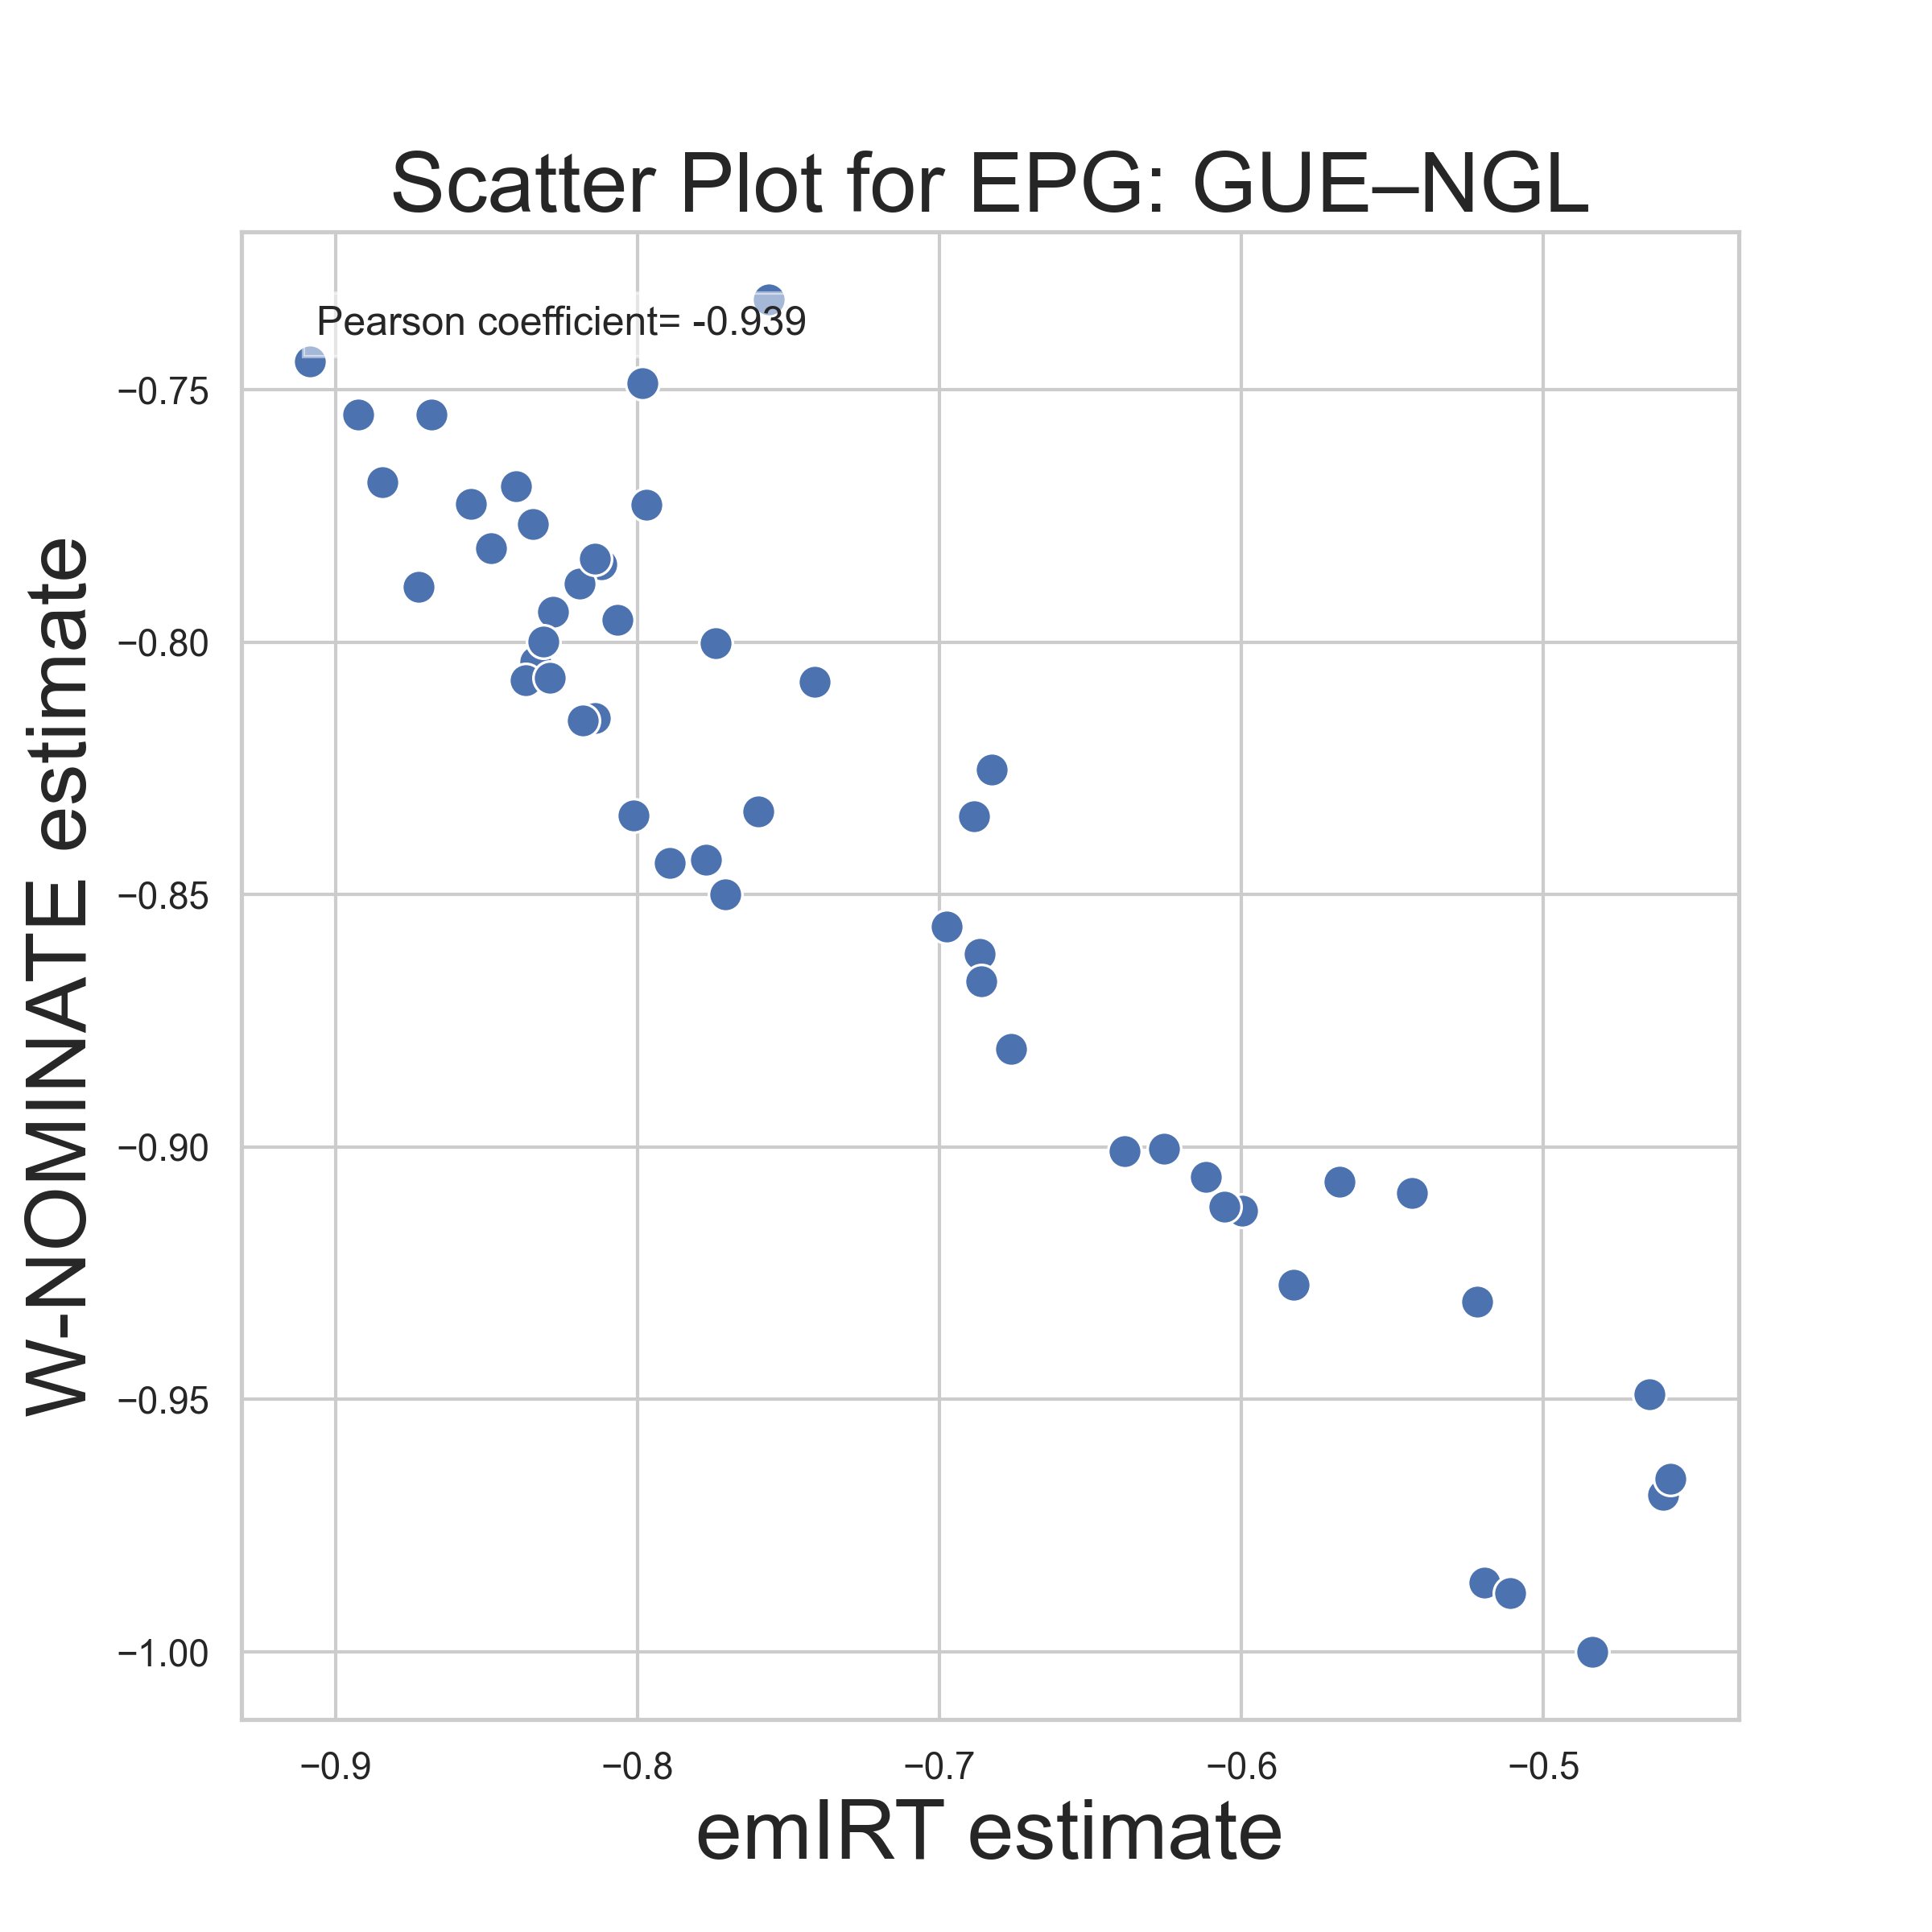 Scatter Plot for EPG: GUE–NGL
Pearson coefficient= -0.939
W-NOMINATE estimate
−0.75
−0.80
−0.85
−0.90
−0.95
−1.00
−0.9
−0.8
−0.7
−0.6
−0.5
emIRT estimate